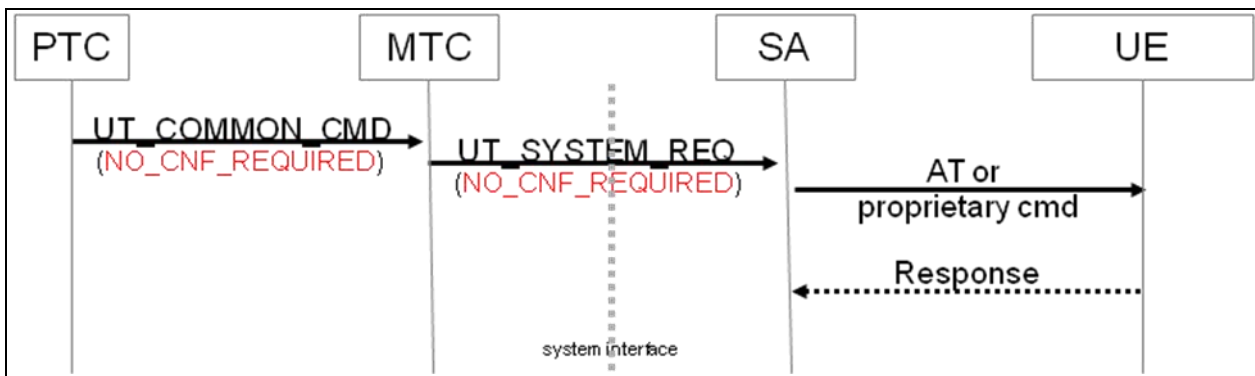 PTC MTC SA UE
UT_COMMON_CMD
(NO_CNF_REQUIRED)
UT_SYSTEM_REQ
(NO_CNF_REQUIRED)
AT or
proprietary cmd
Response
system interface